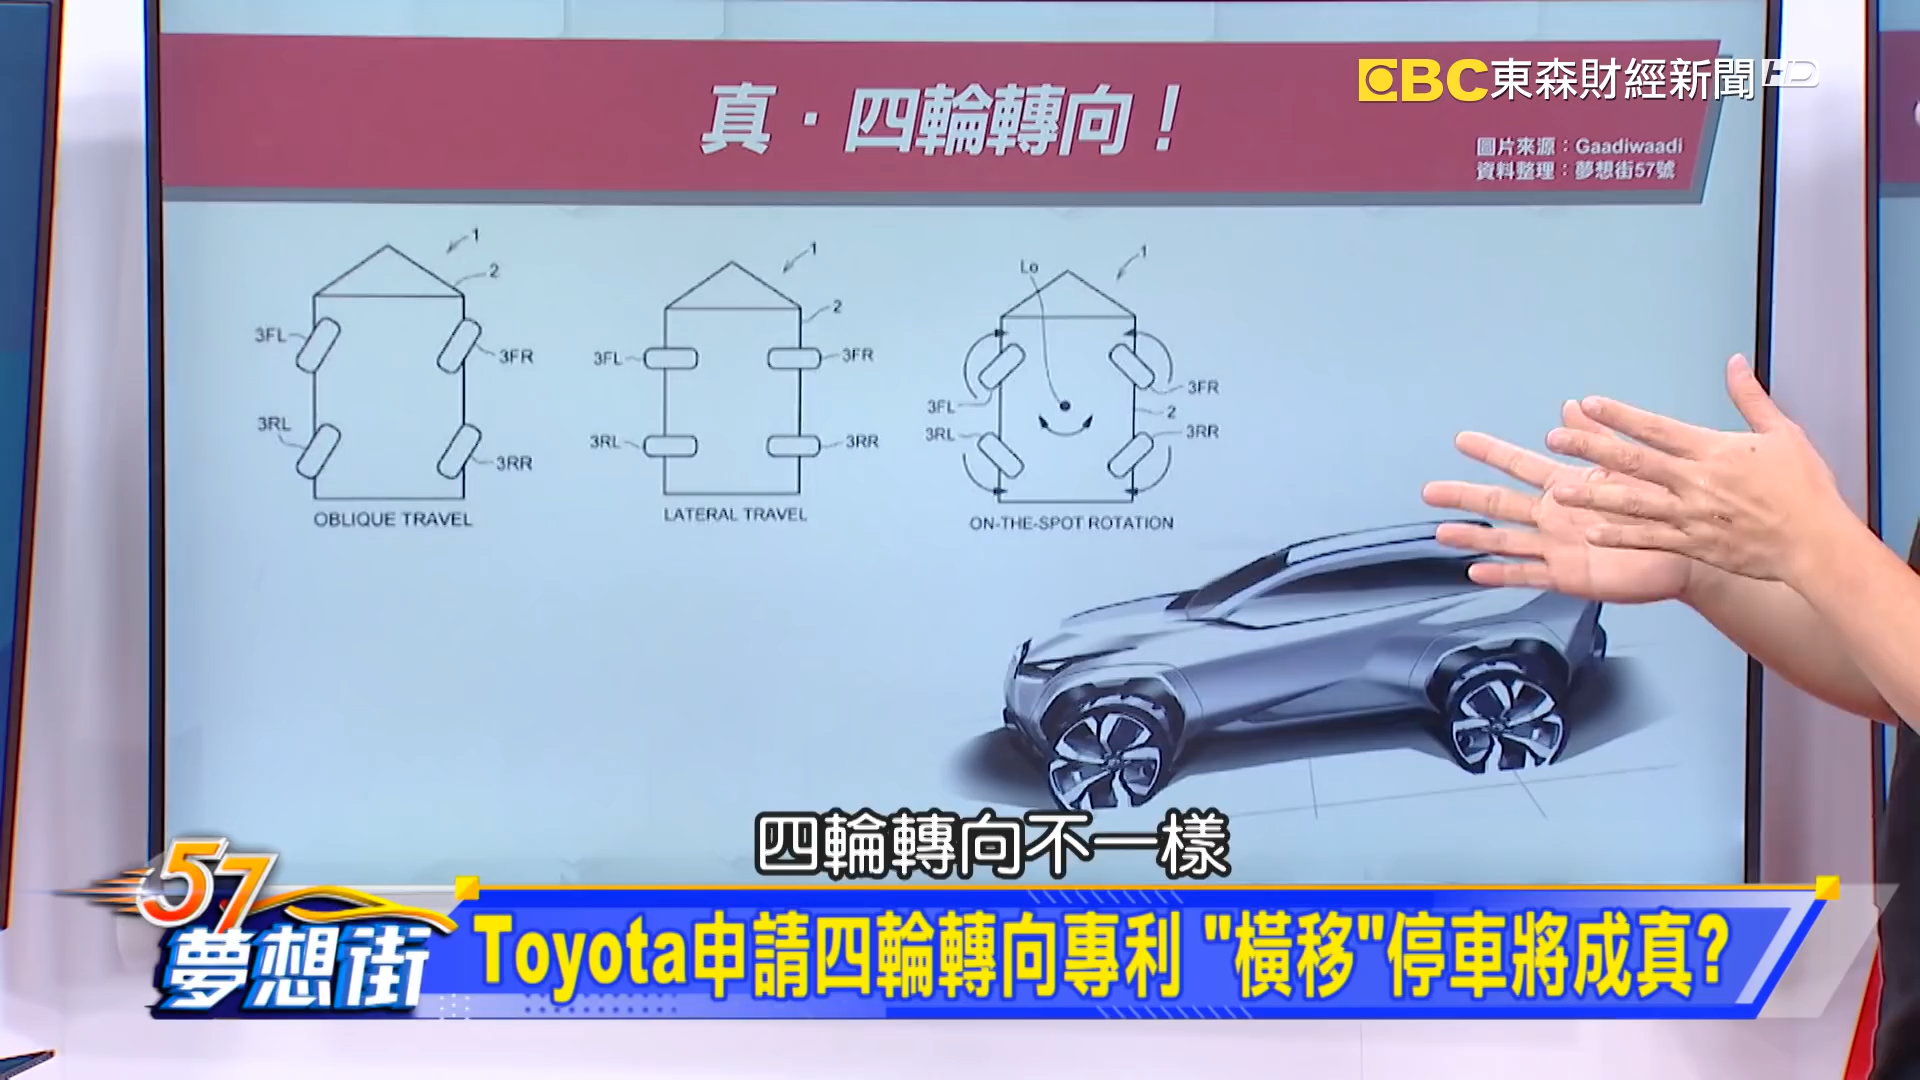 EBC東森財經新聞HD
真·四輪轉向！
圖片來源：Gaadiwaadi
資料整理：夢想街57號
1
2
3FL
3FR
3RL
3RR
OBLIQUE TRAVEL
1
2
3FL
3FR
3RL
3RR
LATERAL TRAVEL
Lo
1
3FR
3FL
2
3RL
3RR
ON-THE-SPOT ROTATION
四輪轉向不一樣
57夢想街
Toyota申請四輪轉向專利 "橫移"停車將成真?